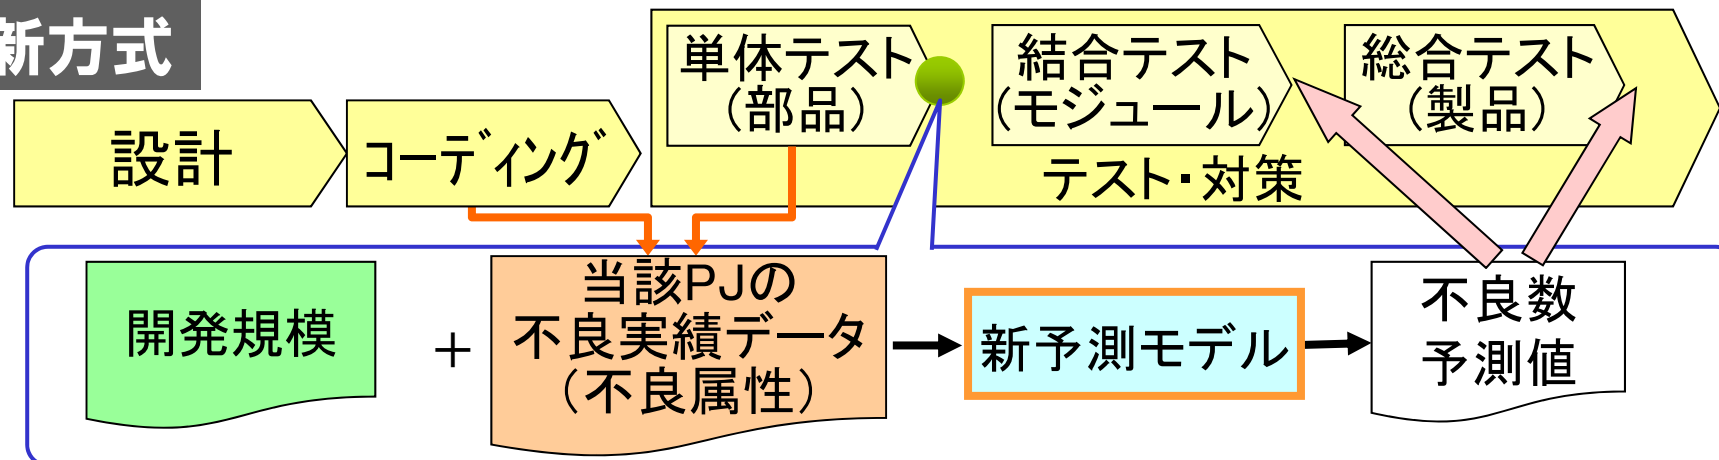 新方式
設計
コーディング
単体テスト
（部品）
結合テスト
（モジュール）
総合テスト
（製品）
テスト・対策
開発規模
＋
当該PJの
不良実績データ
（不良属性）
新予測モデル
不良数
予測値